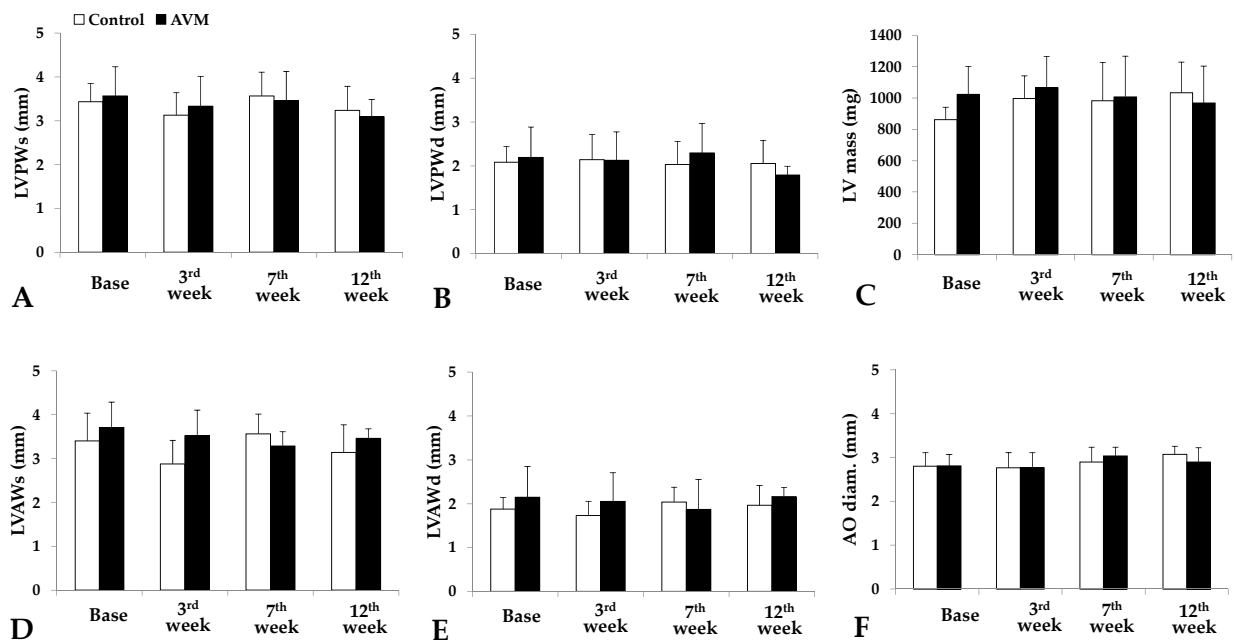 Control AVM
5
4
3
2
1
0
LVPWs (mm)
Base 3rd week 7th week 12th week
A
5
4
3
2
1
0
LVPWd (mm)
Base 3rd week 7th week 12th week
B
1400
1200
1000
800
600
400
200
0
LV mass (mg)
Base 3rd week 7th week 12th week
C
5
4
3
2
1
0
LVAWs (mm)
Base 3rd week 7th week 12th week
D
5
4
3
2
1
0
LVAWd (mm)
Base 3rd week 7th week 12th week
E
5
4
3
2
1
0
AO diam. (mm)
Base 3rd week 7th week 12th week
F